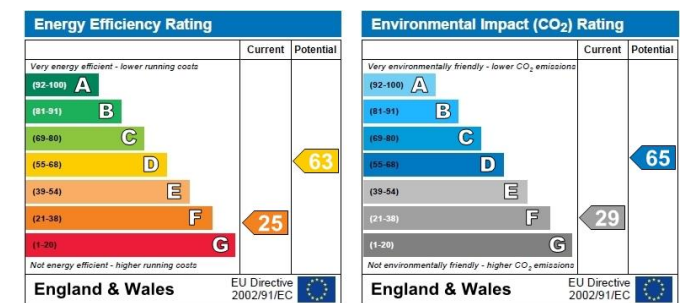 Energy Efficiency Rating
Current Potential
Very energy efficient - lower running costs
(92-100) A
(81-91) B
(69-80) C
(55-68) D
(39-54) E
(21-38) F
(1-20) G
63
25
Not energy efficient - higher running costs
England & Wales
EU Directive
2002/91/EC
Environmental Impact (CO2) Rating
Current Potential
Very environmentally friendly - lower CO2 emissions
(92-100) A
(81-91) B
(69-80) C
(55-68) D
(39-54) E
(21-38) F
(1-20) G
65
29
Not environmentally friendly - higher CO2 emissions
England & Wales
EU Directive
2002/91/EC